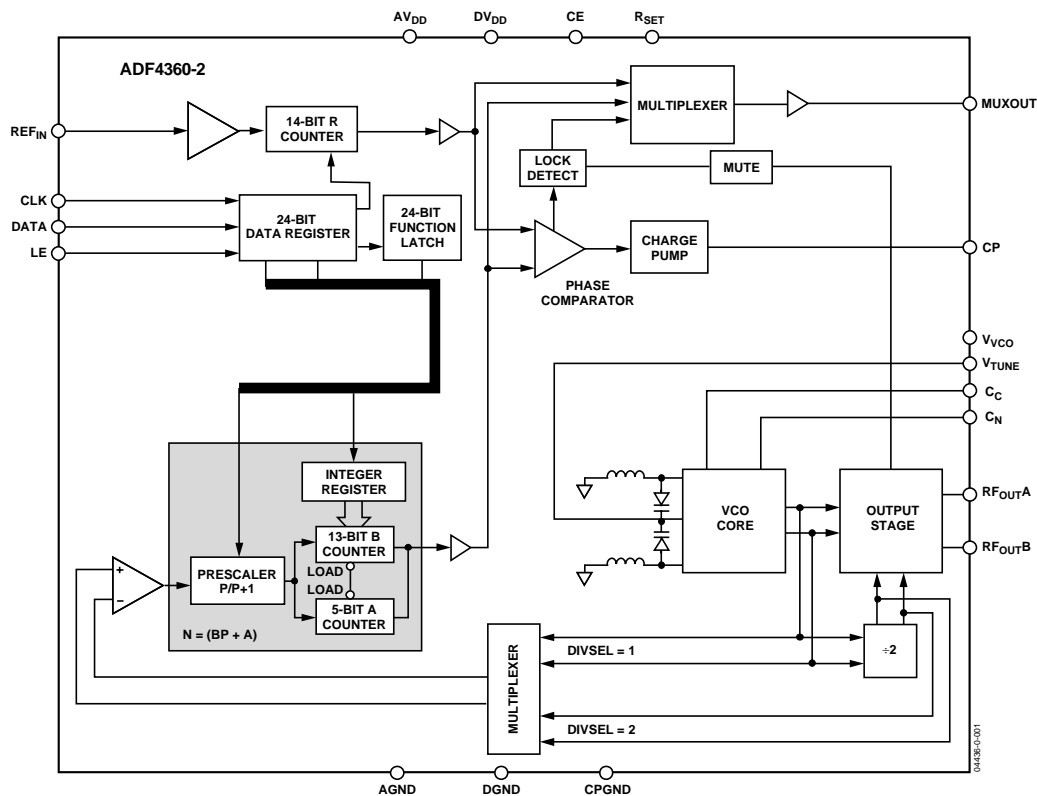 AVDD
DVDD
CE
RSET
ADF4360-2
REFIN
14-BIT R
COUNTER
MULTIPLEXER
MUXOUT
LOCK
DETECT
MUTE
CLK
DATA
LE
24-BIT
DATA REGISTER
24-BIT
FUNCTION
LATCH
CHARGE
PUMP
CP
PHASE
COMPARATOR
VVCO
VTUNE
CC
CN
INTEGER
REGISTER
13-BIT B
COUNTER
LOAD
LOAD
5-BIT A
COUNTER
PRESCALER
P/P+1
+
−
N = (BP + A)
VCO
CORE
OUTPUT
STAGE
RFOUTA
RFOUTB
MULTIPLEXER
DIVSEL = 1
÷2
DIVSEL = 2
AGND
DGND
CPGND
04436-0-001